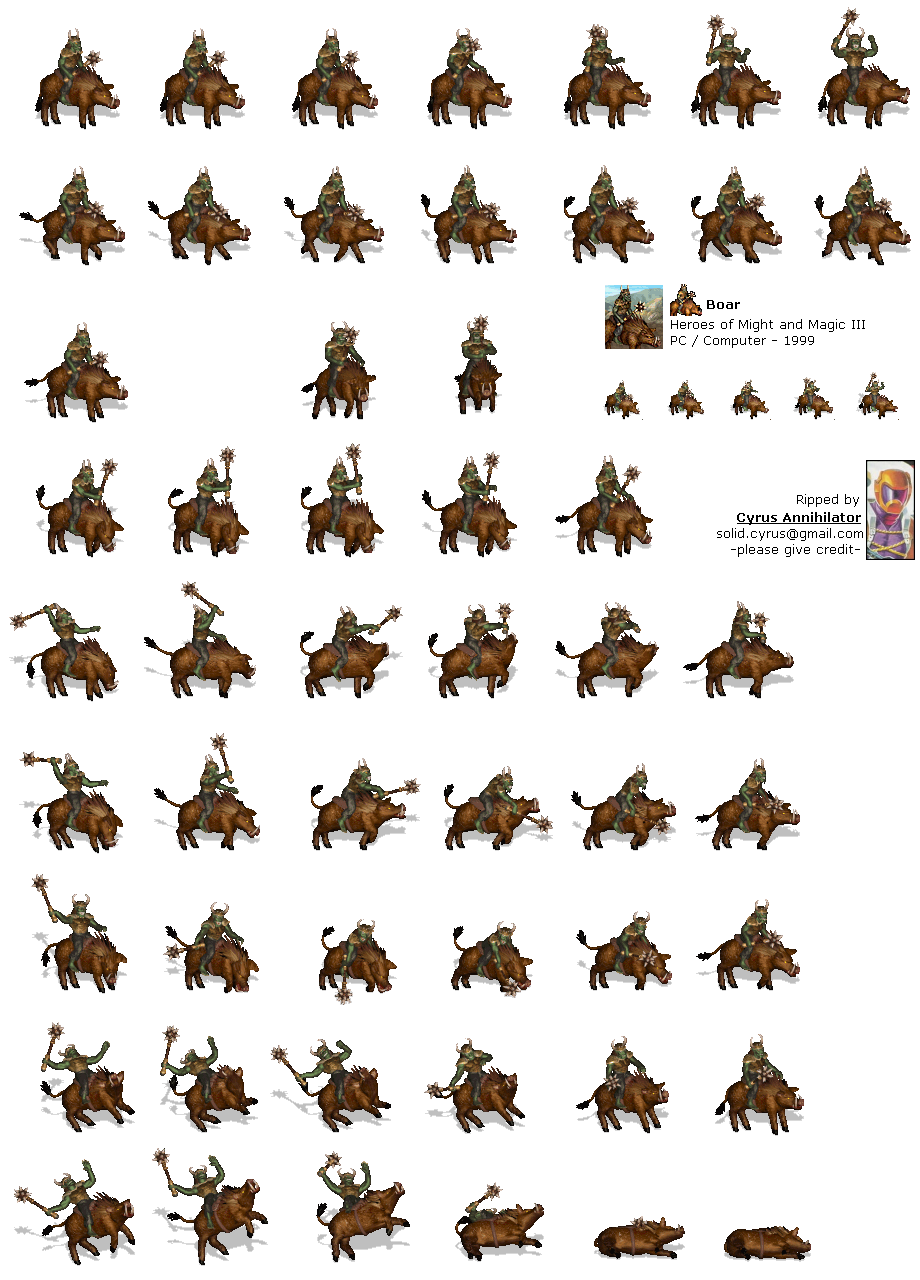 Boar
Heroes of Might and Magic III
PC / Computer - 1999
Ripped by
Cyrus Annihilator
solid.cyrus@gmail.com
-please give credit-